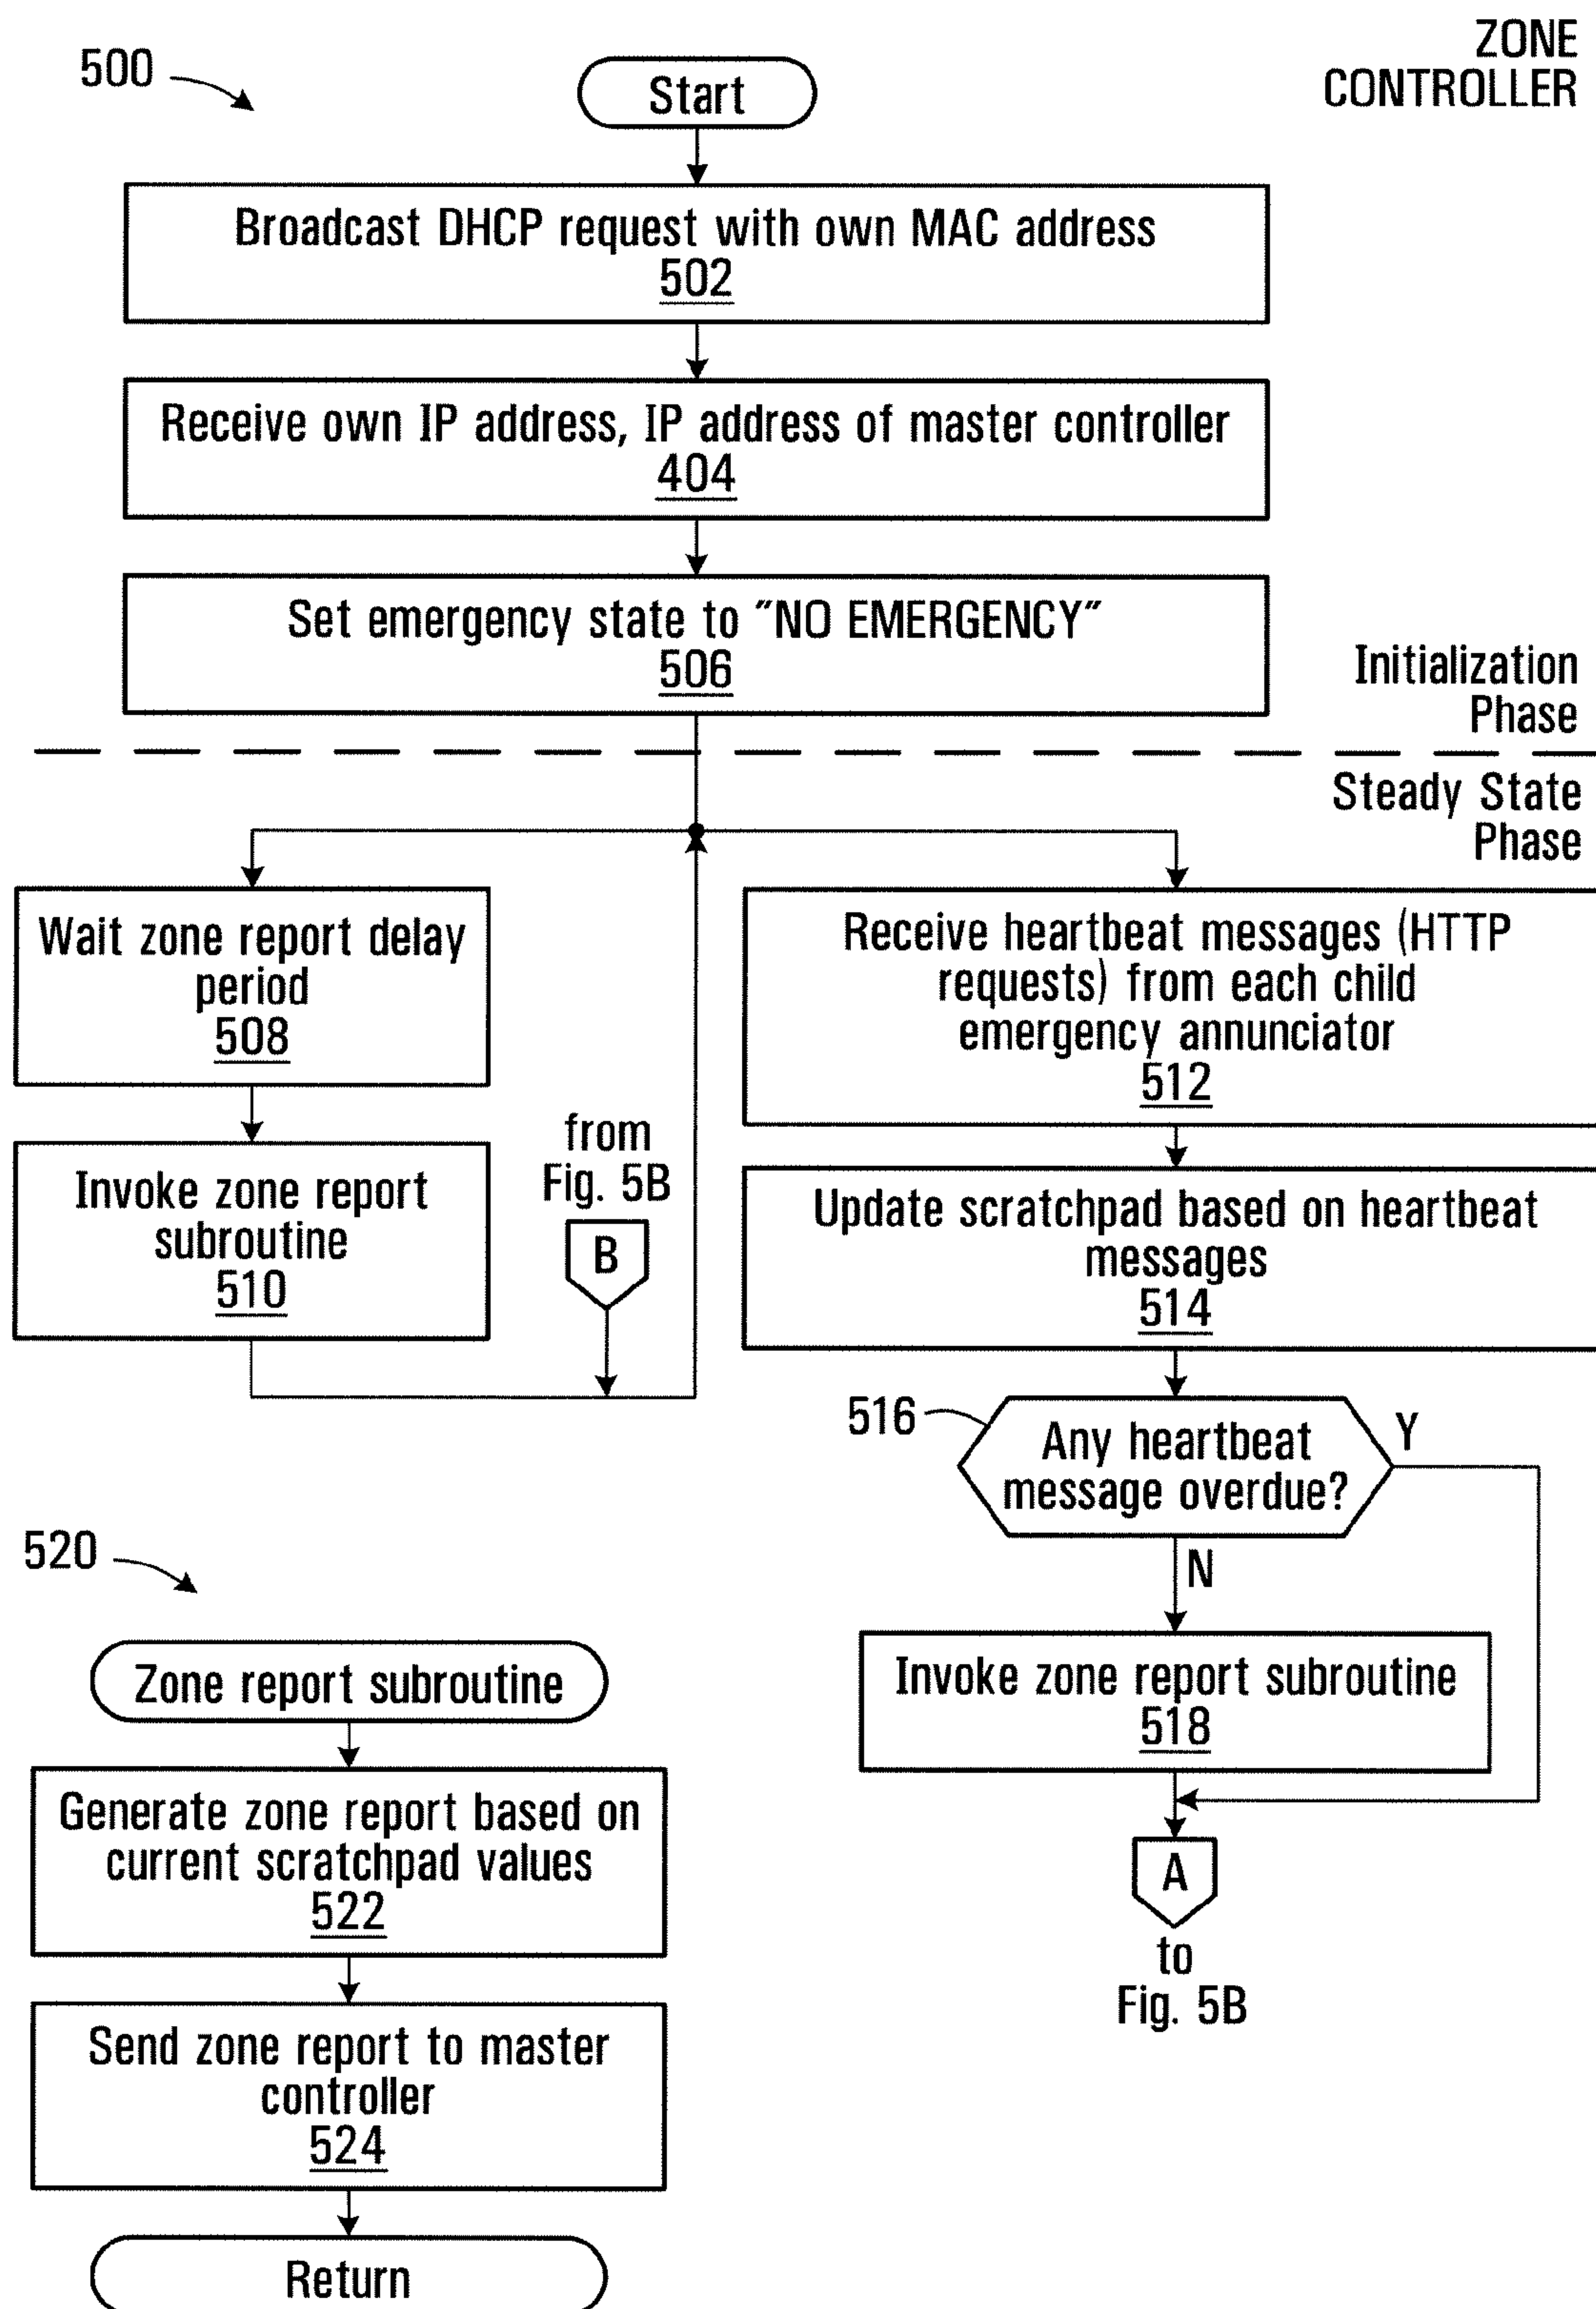 ZONE
CONTROLLER
500
Start
Broadcast DHCP request with own MAC address
502
Receive own IP address, IP address of master controller
404
Set emergency state to "NO EMERGENCY"
506
Initialization
Phase
Steady State
Phase
Wait zone report delay
period
508
Invoke zone report
subroutine
510
from
Fig. 5B
B
Receive heartbeat messages (HTTP
requests) from each child
emergency annunciator
512
Update scratchpad based on heartbeat
messages
514
516
Any heartbeat
message overdue?
Y
N
Invoke zone report subroutine
518
A
to
Fig. 5B
520
Zone report subroutine
Generate zone report based on
current scratchpad values
522
Send zone report to master
controller
524
Return